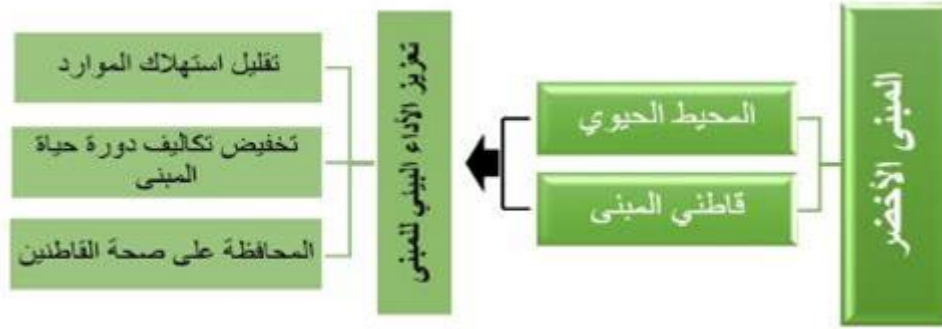 المبنى الأخضر
المحيط الحيوي
قاطني المبنى
تعزيز الأداء البيئي للمبنى
تقليل استهلاك الموارد
تخفيض تكاليف دورة حياة
المبنى
المحافظة على صحة القاطنين